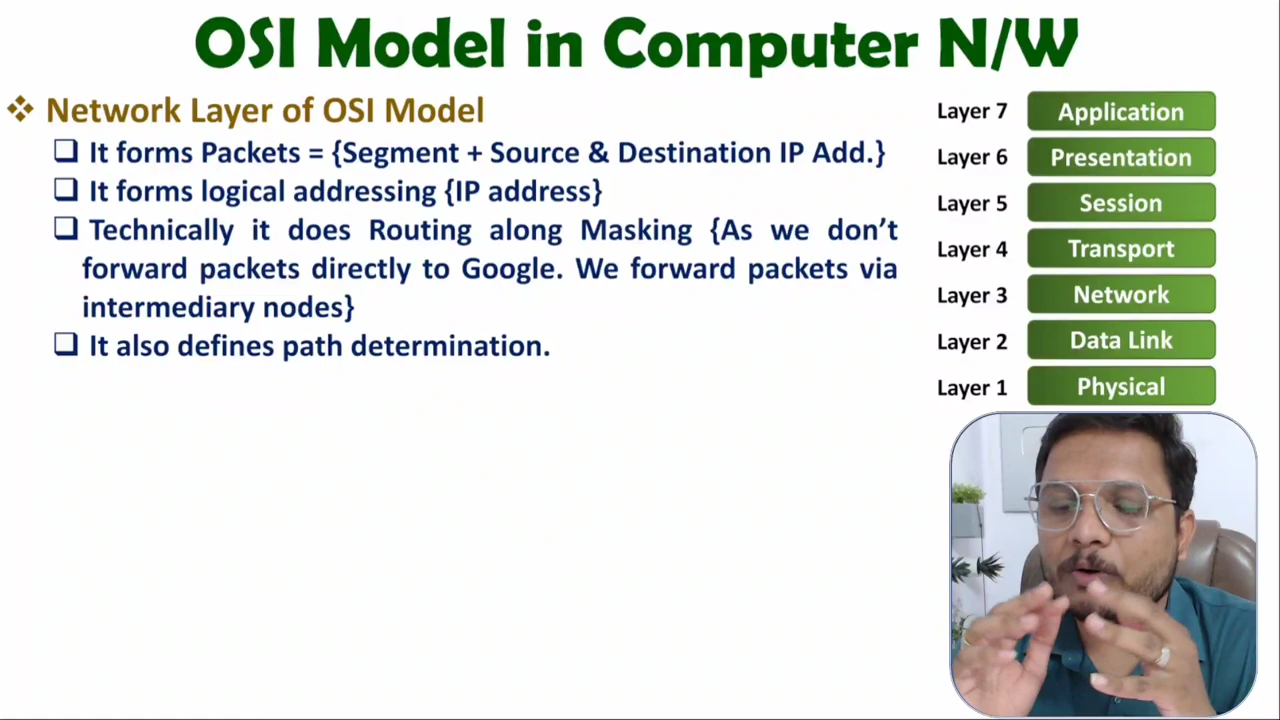 OSI Model in Computer N/W
❖ Network Layer of OSI Model
❑ It forms Packets = {Segment + Source & Destination IP Add.}
❑ It forms logical addressing {IP address}
❑ Technically it does Routing along Masking {As we don’t
forward packets directly to Google. We forward packets via
intermediary nodes}
❑ It also defines path determination.
Layer 7 Application
Layer 6 Presentation
Layer 5 Session
Layer 4 Transport
Layer 3 Network
Layer 2 Data Link
Layer 1 Physical